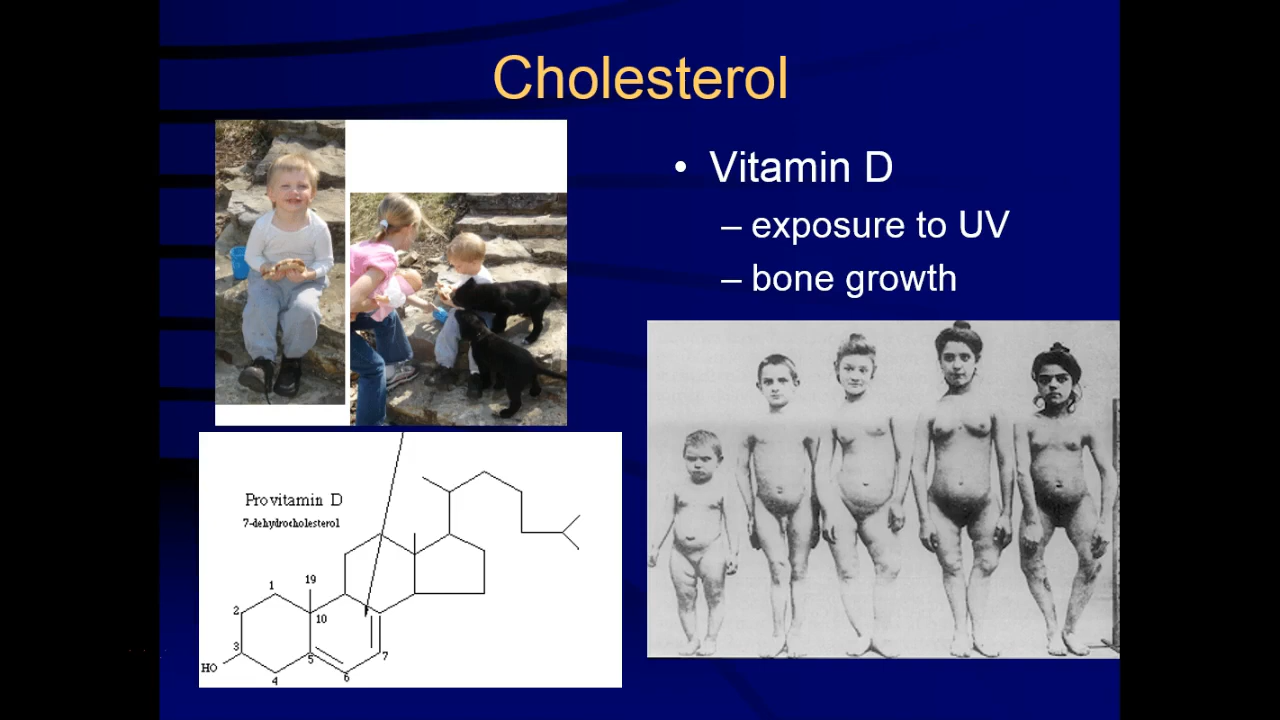 Cholesterol
• Vitamin D
– exposure to UV
– bone growth
Provitamin D
7-dehydrocholesterol
1
19
2
10
3
5
7
HO
4
6